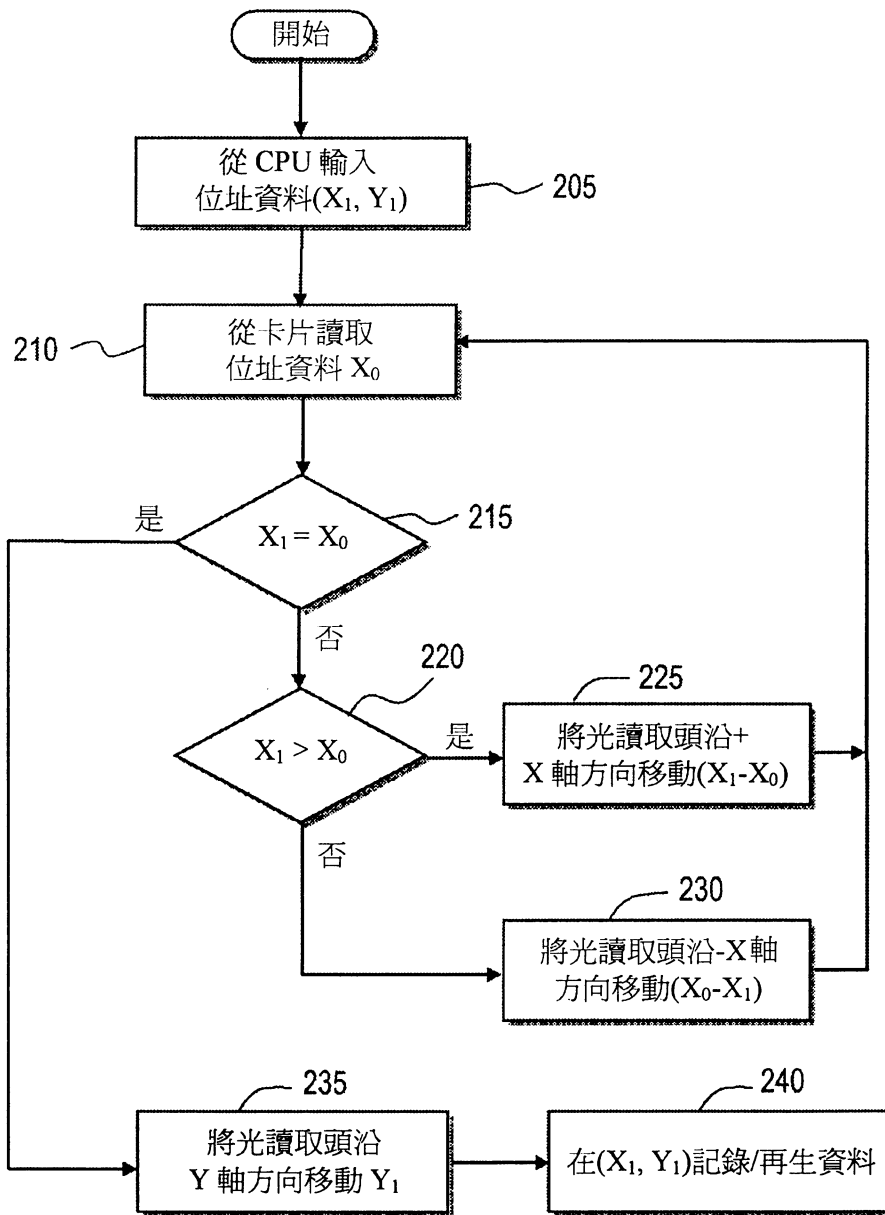 開始
從 CPU 輸入
位址資料(X₁, Y₁)
205
從卡片讀取
位址資料 X₀
210
X₁ = X₀
215
是
否
X₁ > X₀
220
是
否
225
將光讀取頭沿+
X 軸方向移動(X₁-X₀)
230
將光讀取頭沿-X 軸
方向移動(X₀-X₁)
235
將光讀取頭沿
Y 軸方向移動 Y₁
240
在(X₁, Y₁)記錄/再生資料